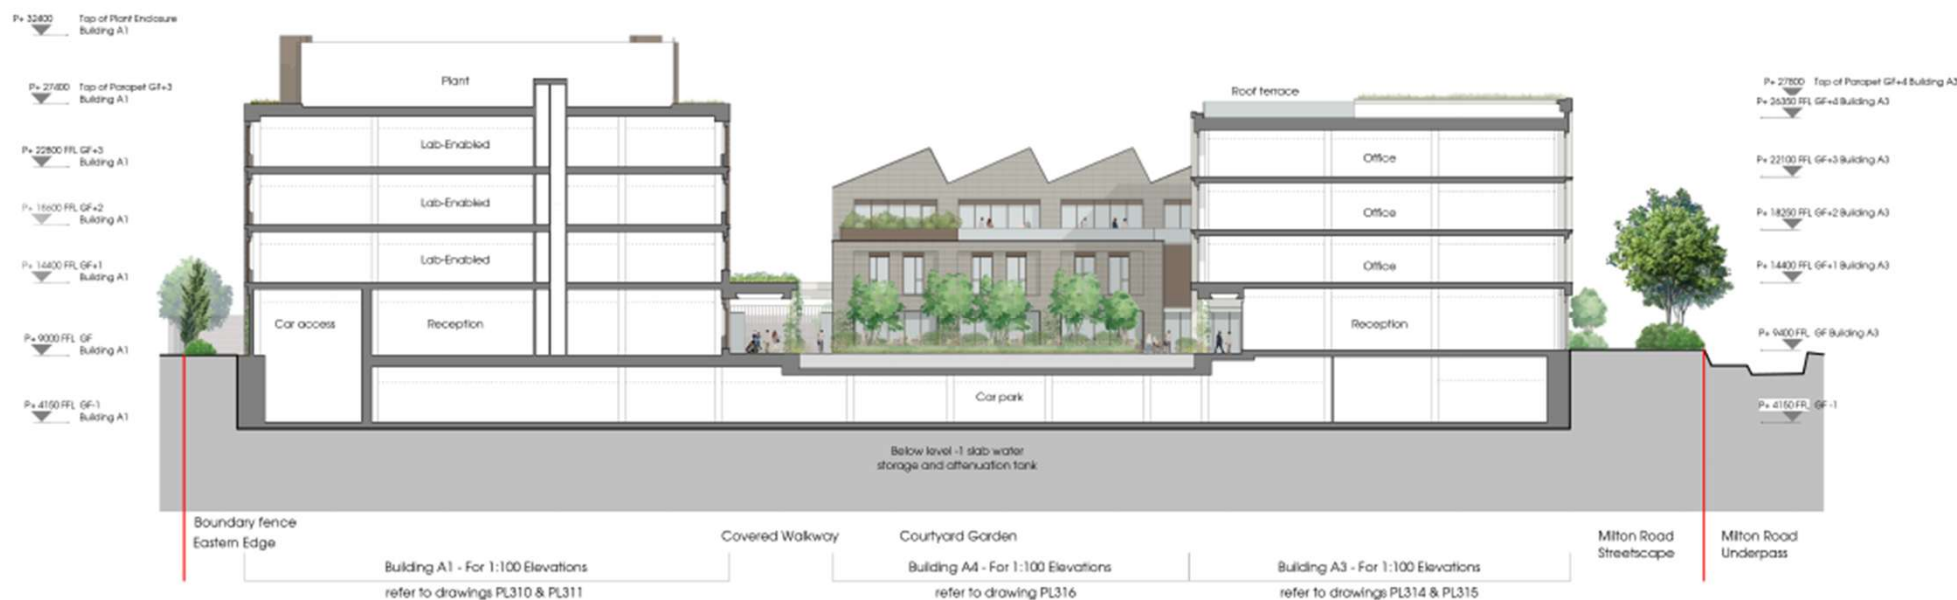 P+ 32400 Top of Plant Enclosure
Building A1
P+ 27400 Top of Parapet GF+3
Building A1
P+ 22800 FFL GF+3
Building A1
P+ 18600 FFL GF+2
Building A1
P+ 14400 FFL GF+1
Building A1
P+ 9000 FFL GF
Building A1
P+ 4150 FFL GF-1
Building A1
Plant
Lab-Enabled
Lab-Enabled
Lab-Enabled
Car access
Reception
Roof terrace
Office
Office
Office
Reception
Car park
Below level -1 slab water
storage and attenuation tank
P+ 27800 Top of Parapet GF+4 Building A3
P+ 26350 FFL GF+4 Building A3
P+ 22100 FFL GF+3 Building A3
P+ 18250 FFL GF+2 Building A3
P+ 14400 FFL GF+1 Building A3
P+ 9400 FFL GF Building A3
P+ 4150 FFL GF -1
Boundary fence
Eastern Edge
Covered Walkway
Courtyard Garden
Milton Road
Streetscape
Milton Road
Underpass
Building A1 - For 1:100 Elevations
refer to drawings PL310 & PL311
Building A4 - For 1:100 Elevations
refer to drawing PL316
Building A3 - For 1:100 Elevations
refer to drawings PL314 & PL315